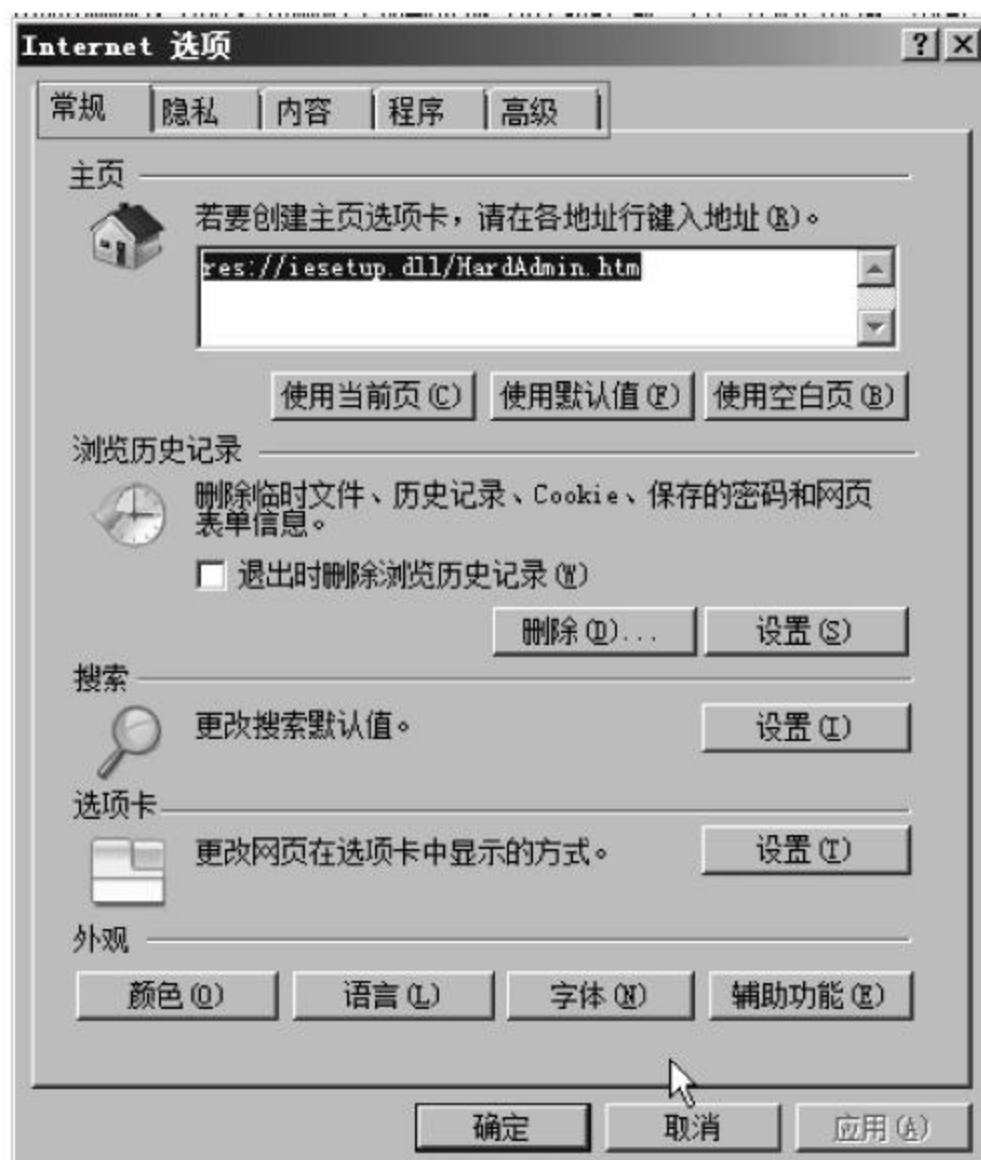 Internet 选项
常规 隐私 内容 程序 高级
主页
若要创建主页选项卡，请在各地址行键入地址(R)。
res://iesetup.dll/HardAdmin.htm
使用当前页(C) 使用默认值(F) 使用空白页(B)
浏览历史记录
删除临时文件、历史记录、Cookie、保存的密码和网页
表单信息。
退出时删除浏览历史记录(W)
删除(D)... 设置(S)
搜索
更改搜索默认值。 设置(I)
选项卡
更改网页在选项卡中显示的方式。 设置(T)
外观
颜色(O) 语言(L) 字体(N) 辅助功能(E)
确定 取消 应用(A)